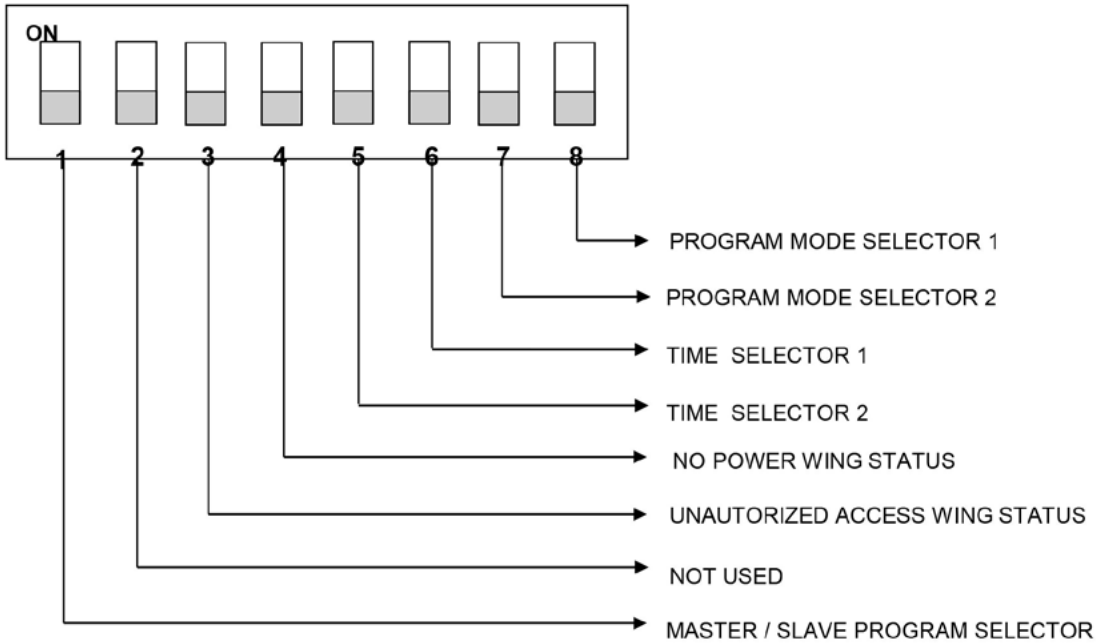 ON
1 2 3 4 5 6 7 8
PROGRAM MODE SELECTOR 1
PROGRAM MODE SELECTOR 2
TIME SELECTOR 1
TIME SELECTOR 2
NO POWER WING STATUS
UNAUTORIZED ACCESS WING STATUS
NOT USED
MASTER / SLAVE PROGRAM SELECTOR